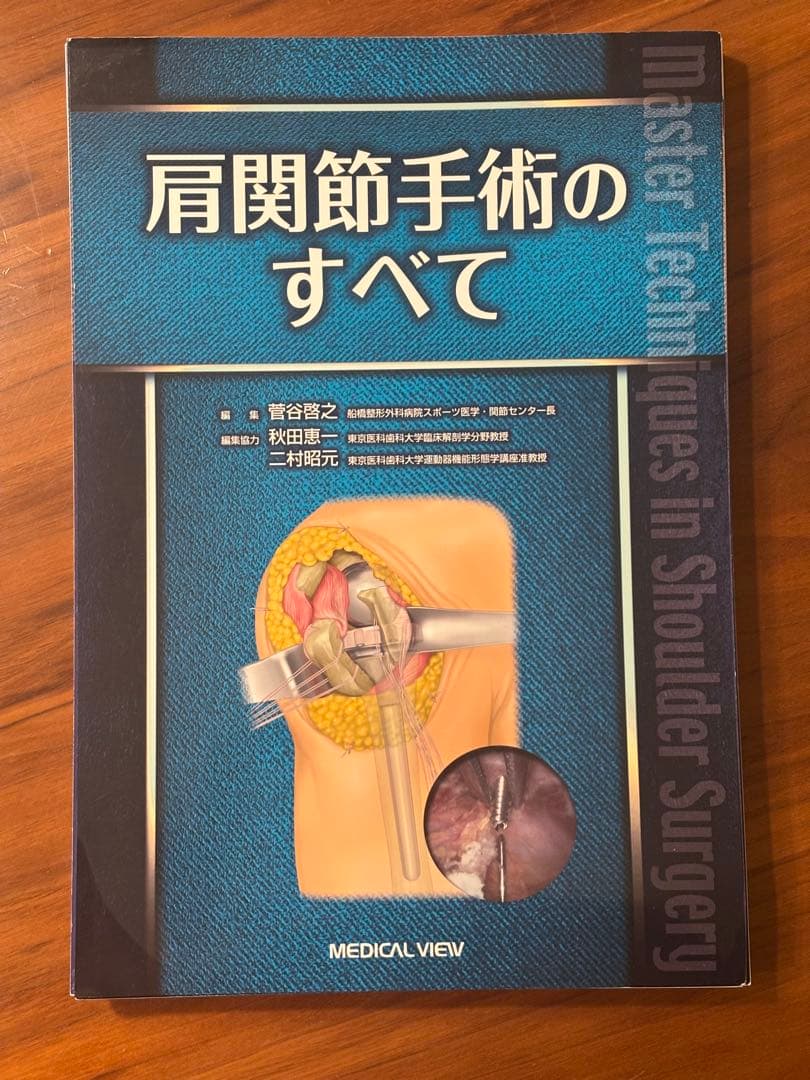 肩関節手術の
すべて
編 集 菅谷啓之 船橋整形外科病院スポーツ医学・関節センター長
編集協力 秋田恵一 東京医科歯科大学臨床解剖学分野教授
二村昭元 東京医科歯科大学運動器機能形態学講座准教授
Master Techniques in Shoulder Surgery
MEDICAL VIEW